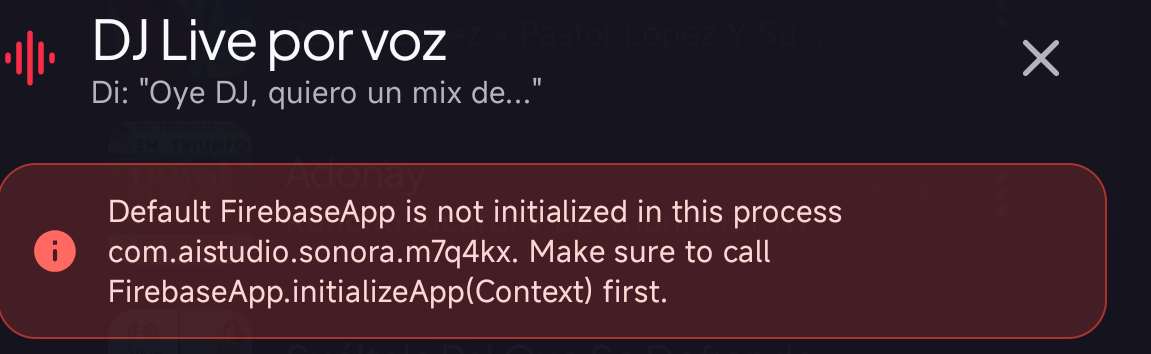 DJ Live por voz
Di: "Oye DJ, quiero un mix de..."
Adonay
Default FirebaseApp is not initialized in this process
com.aistudio.sonora.m7q4kx. Make sure to call
FirebaseApp.initializeApp(Context) first.